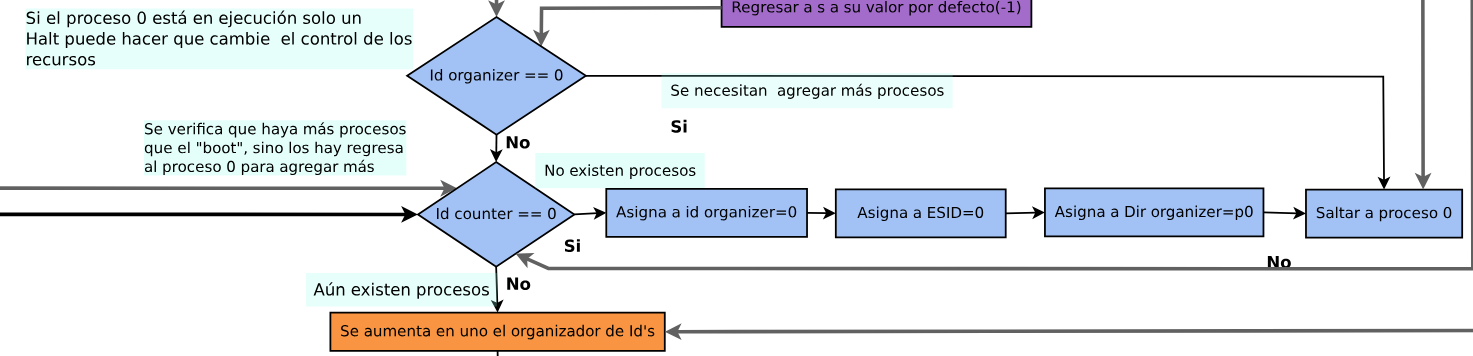 Regresar a s a su valor por defecto(-1)
Si el proceso 0 está en ejecución solo un
Halt puede hacer que cambie  el control de los
recursos
Id organizer == 0
Se necesitan  agregar más procesos
Si
No
Se verifica que haya más procesos
que el "boot", sino los hay regresa
al proceso 0 para agregar más
No existen procesos
Id counter == 0
Asigna a id organizer=0
Asigna a ESID=0
Asigna a Dir organizer=p0
Saltar a proceso 0
Si
No
No
Aún existen procesos
Se aumenta en uno el organizador de Id's